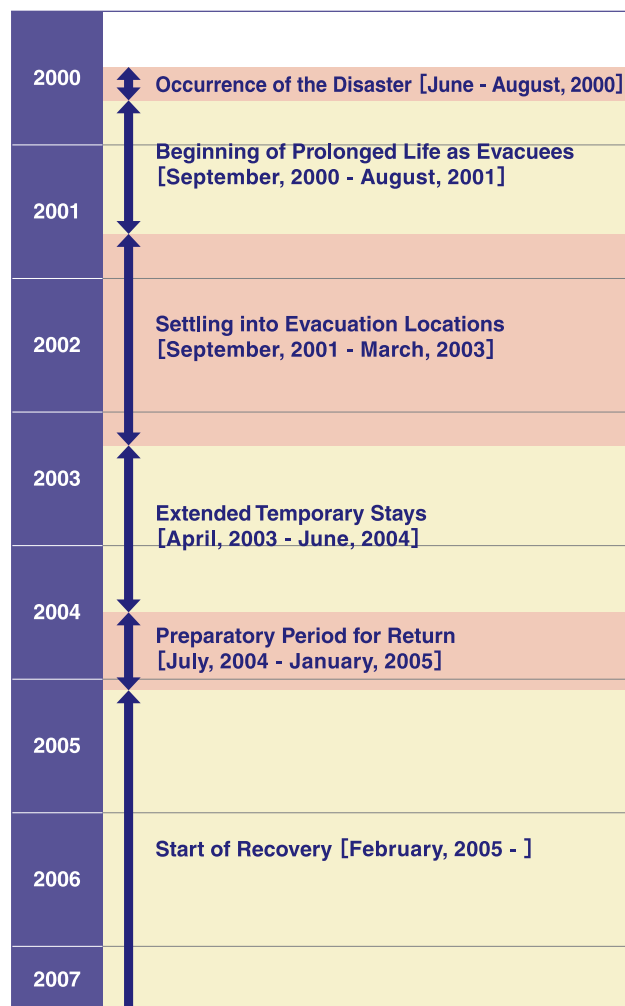 2000
Occurrence of the Disaster [June - August, 2000]
Beginning of Prolonged Life as Evacuees
[September, 2000 - August, 2001]
2001
Settling into Evacuation Locations
[September, 2001 - March, 2003]
2002
2003
Extended Temporary Stays
[April, 2003 - June, 2004]
2004
Preparatory Period for Return
[July, 2004 - January, 2005]
2005
Start of Recovery [February, 2005 - ]
2006
2007